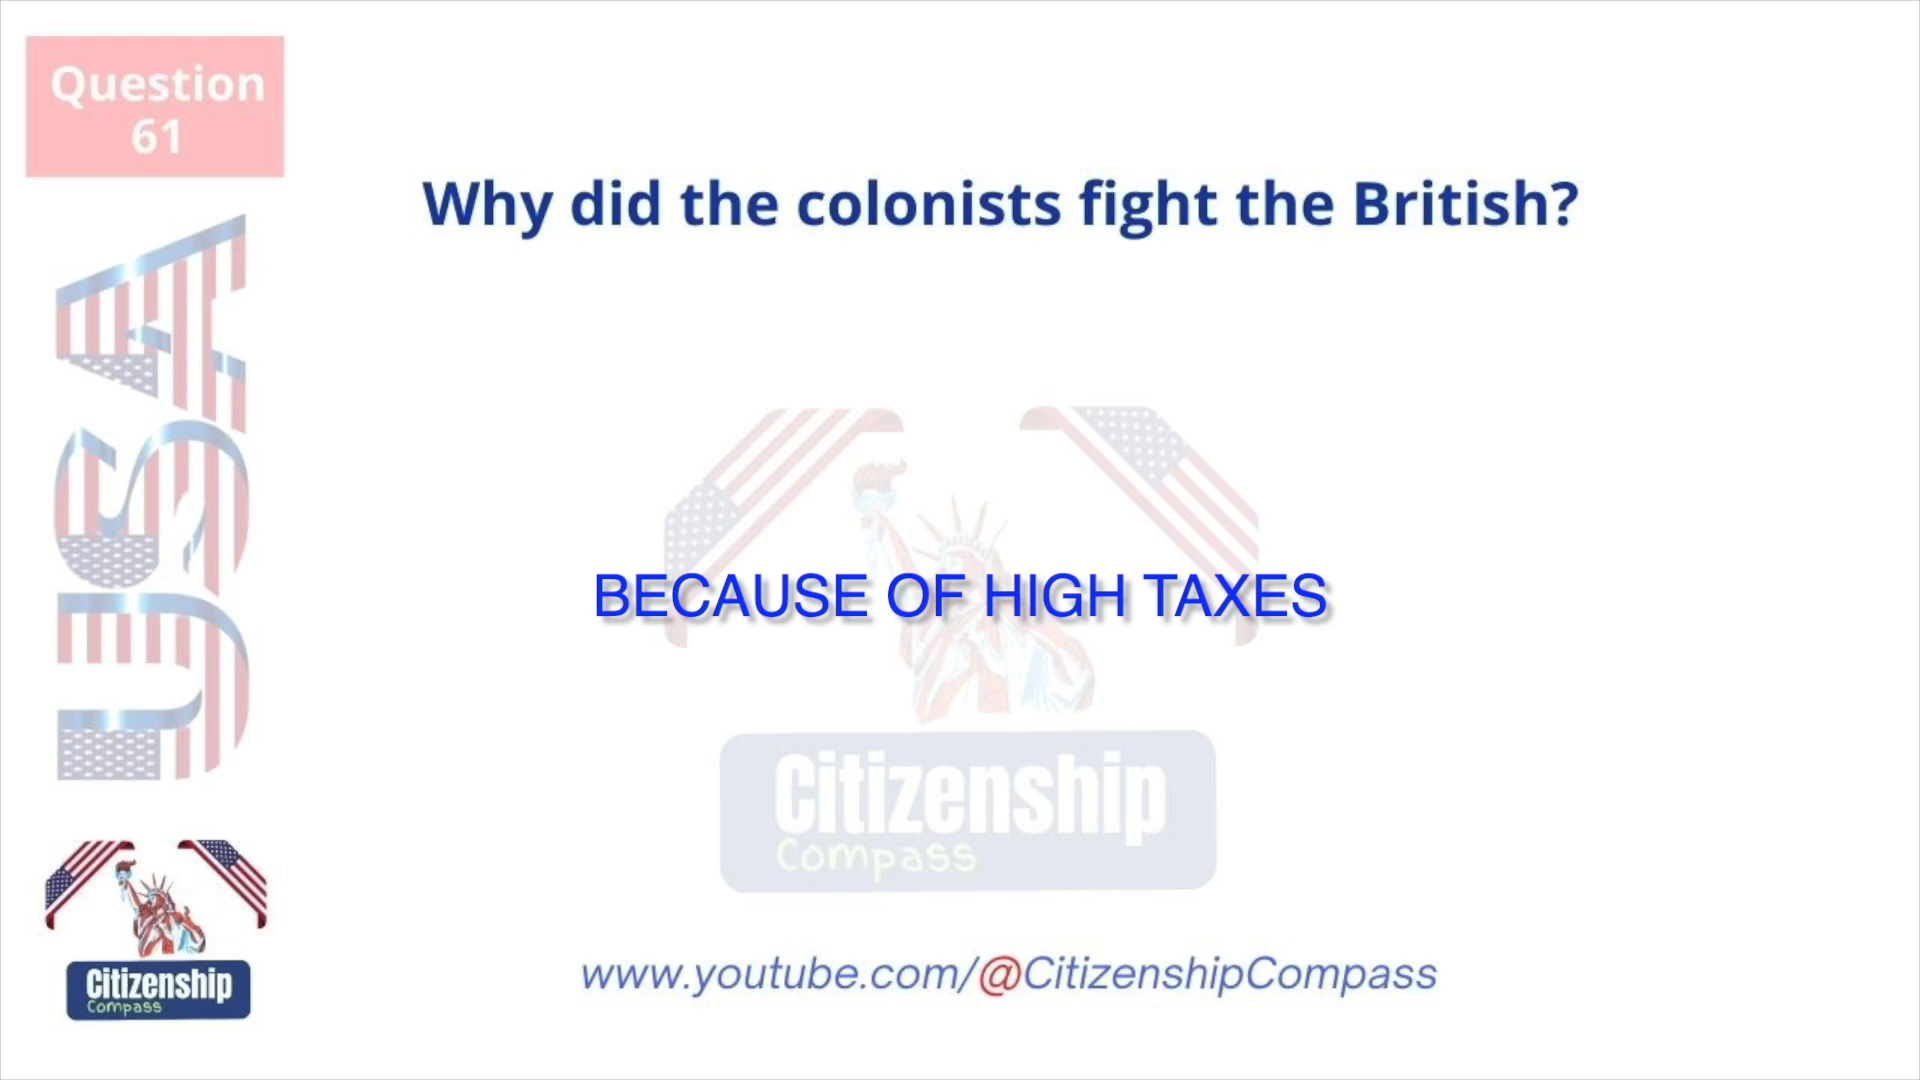 Question
61
Why did the colonists fight the British?
USA
BECAUSE OF HIGH TAXES
Citizenship
Compass
Citizenship
Compass
www.youtube.com/@CitizenshipCompass